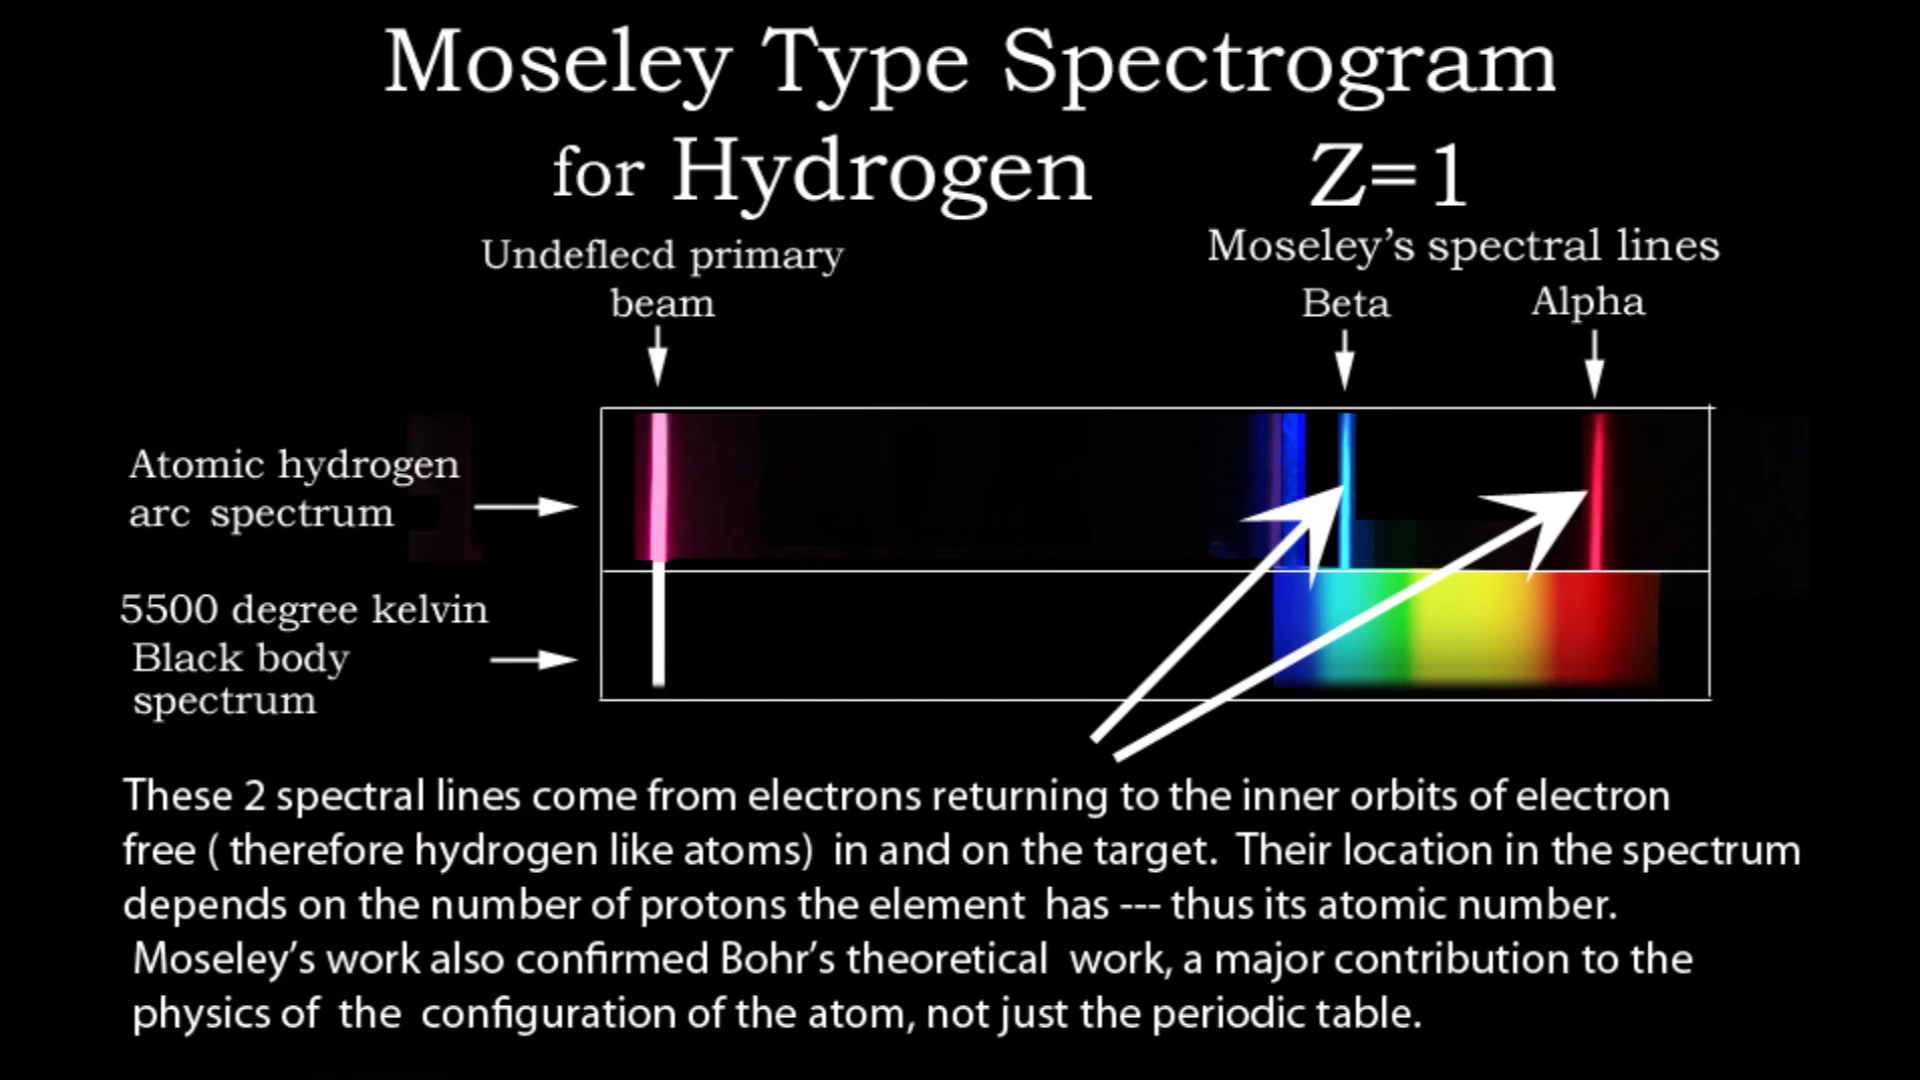 Moseley Type Spectrogram
for Hydrogen Z=1
Undeflecd primary
beam
Moseley's spectral lines
Beta Alpha
Atomic hydrogen
arc spectrum
5500 degree kelvin
Black body
spectrum
These 2 spectral lines come from electrons returning to the inner orbits of electron
free ( therefore hydrogen like atoms) in and on the target. Their location in the spectrum
depends on the number of protons the element has --- thus its atomic number.
Moseley's work also confirmed Bohr's theoretical work, a major contribution to the
physics of the configuration of the atom, not just the periodic table.